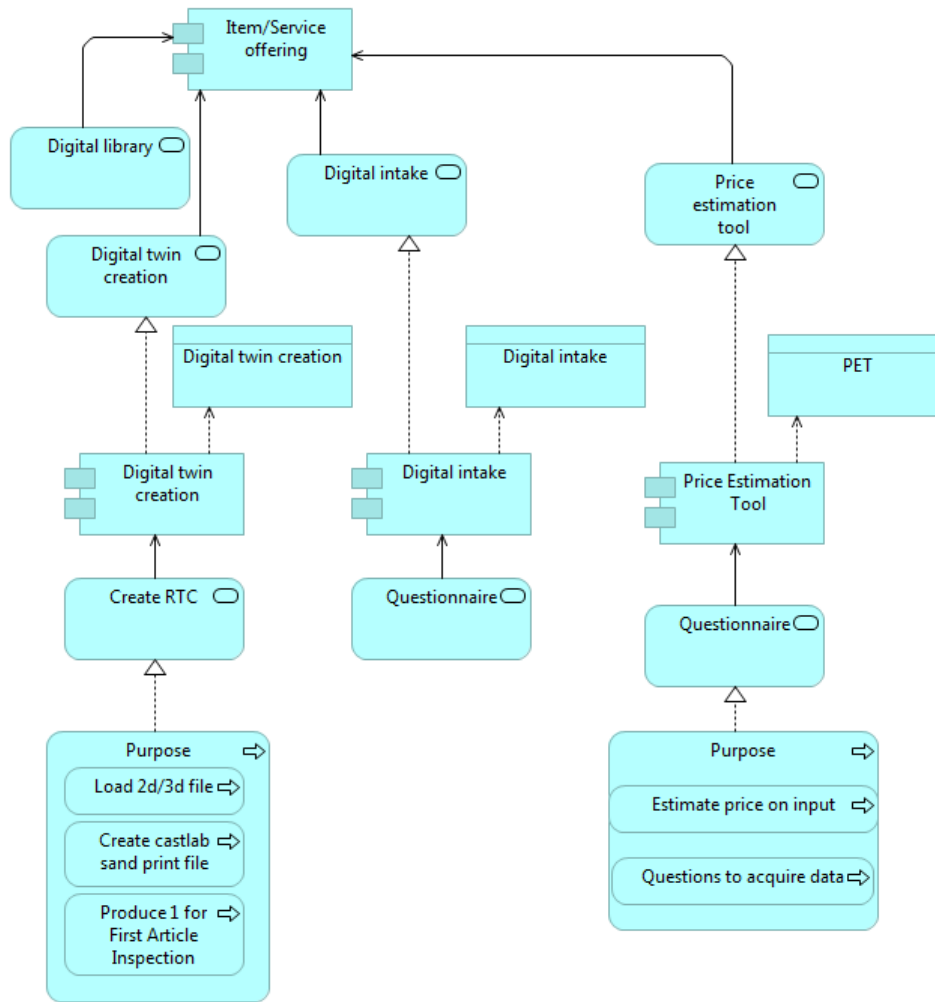 Item/Service
offering
Digital library
Digital intake
Price
estimation
tool
Digital twin
creation
Digital twin creation
Digital intake
PET
Digital twin
creation
Digital intake
Price Estimation
Tool
Create RTC
Questionnaire
Questionnaire
Purpose
Load 2d/3d file
Create castlab
sand print file
Produce 1 for
First Article
Inspection
Purpose
Estimate price on input
Questions to acquire data